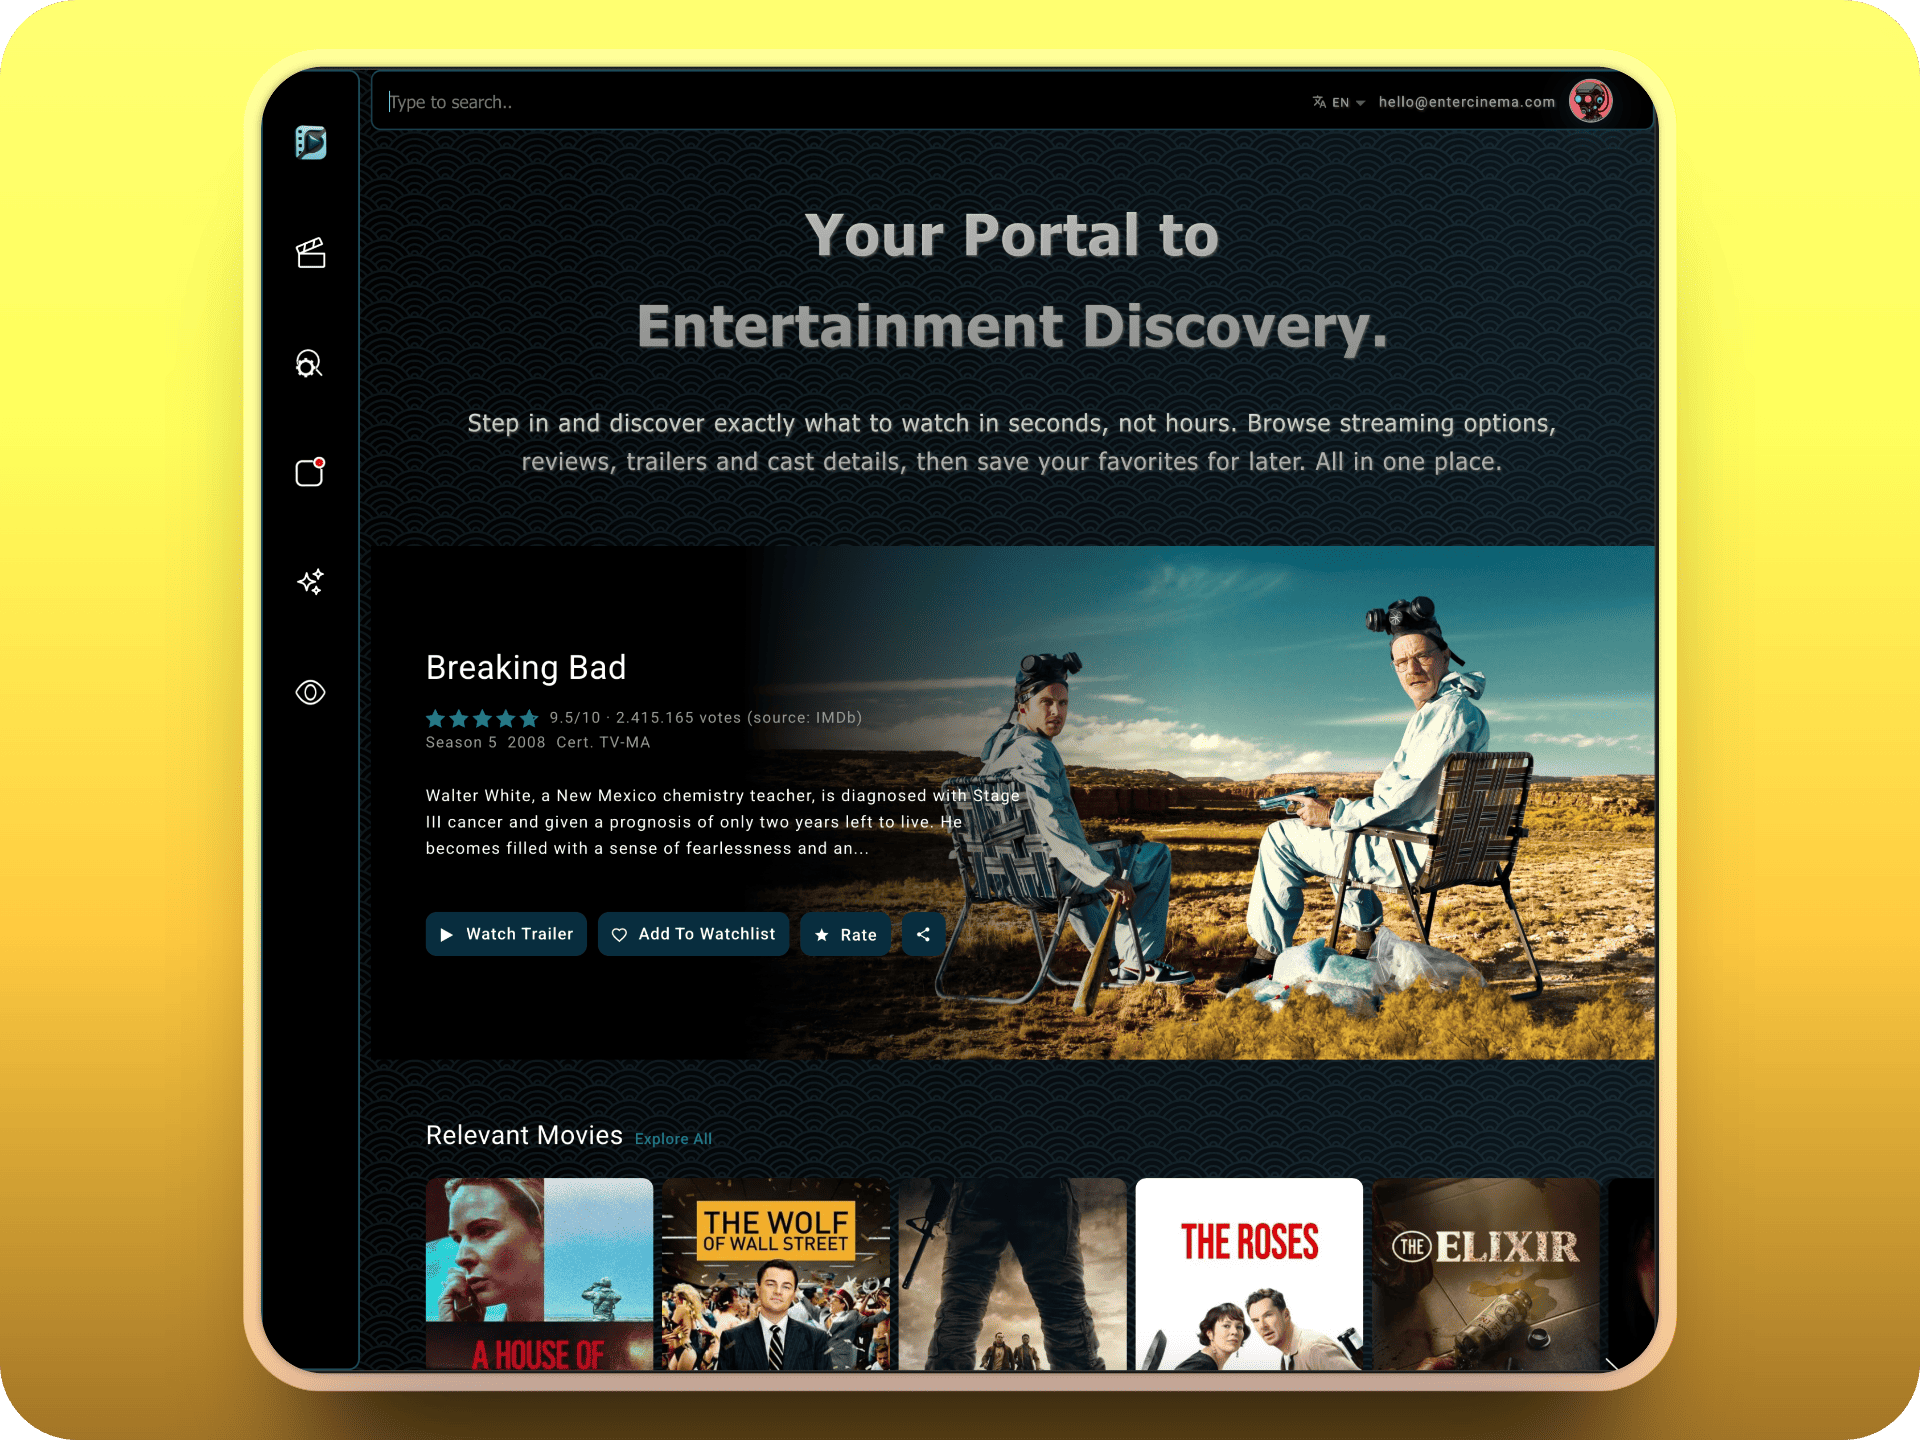 Type to search..
EN
hello@entercinema.com
Your Portal to
Entertainment Discovery.
Step in and discover exactly what to watch in seconds, not hours. Browse streaming options,
reviews, trailers and cast details, then save your favorites for later. All in one place.
Breaking Bad
9.5/10 · 2.415.165 votes (source: IMDb)
Season 5 2008 Cert. TV-MA
Walter White, a New Mexico chemistry teacher, is diagnosed with Stage
III cancer and given a prognosis of only two years left to live. He
becomes filled with a sense of fearlessness and an...
Watch Trailer
Add To Watchlist
Rate
Relevant Movies Explore All
A HOUSE OF
THE WOLF
OF WALL STREET
THE ROSES
THE ELIXIR